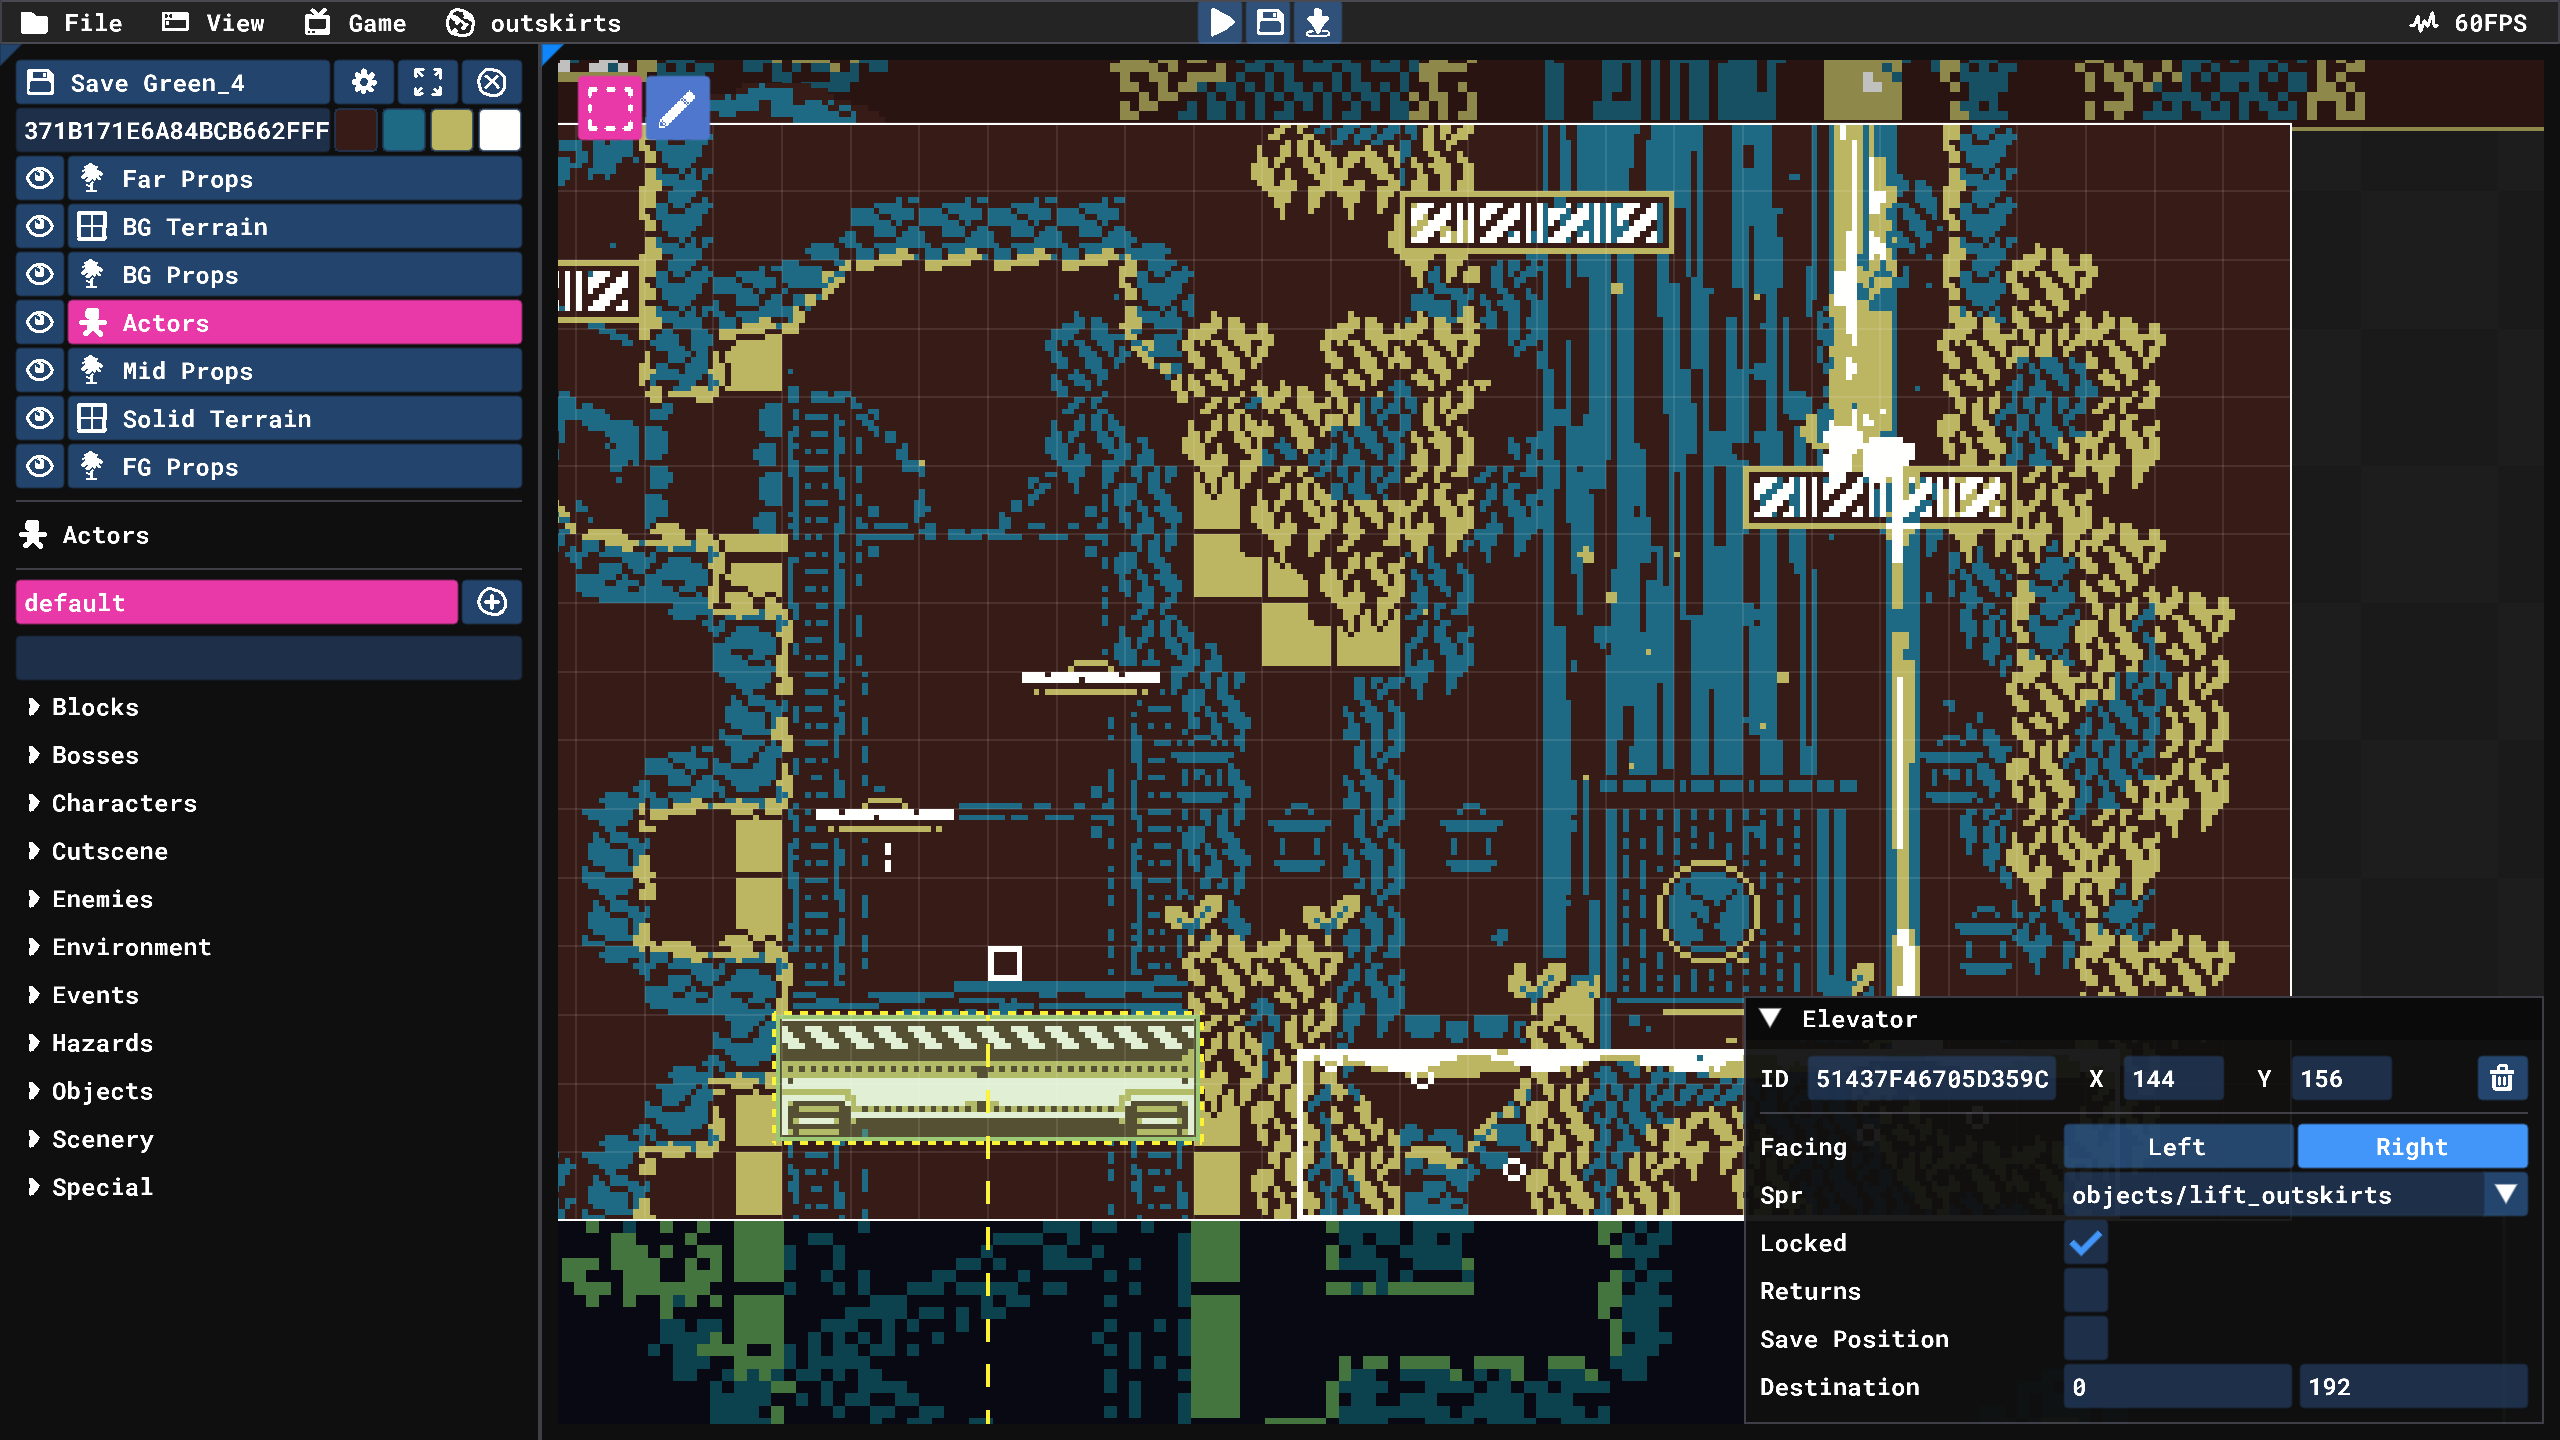 File View Game outskirts 60FPS
Save Green_4
371B171E6A84BCB662FFF
Far Props
BG Terrain
BG Props
Actors
Mid Props
Solid Terrain
FG Props
Actors
default
Blocks
Bosses
Characters
Cutscene
Enemies
Environment
Events
Hazards
Objects
Scenery
Special
Elevator
ID 51437F46705D359C X 144 Y 156
Facing Left Right
Spr objects/lift_outskirts
Locked
Returns
Save Position
Destination 0 192